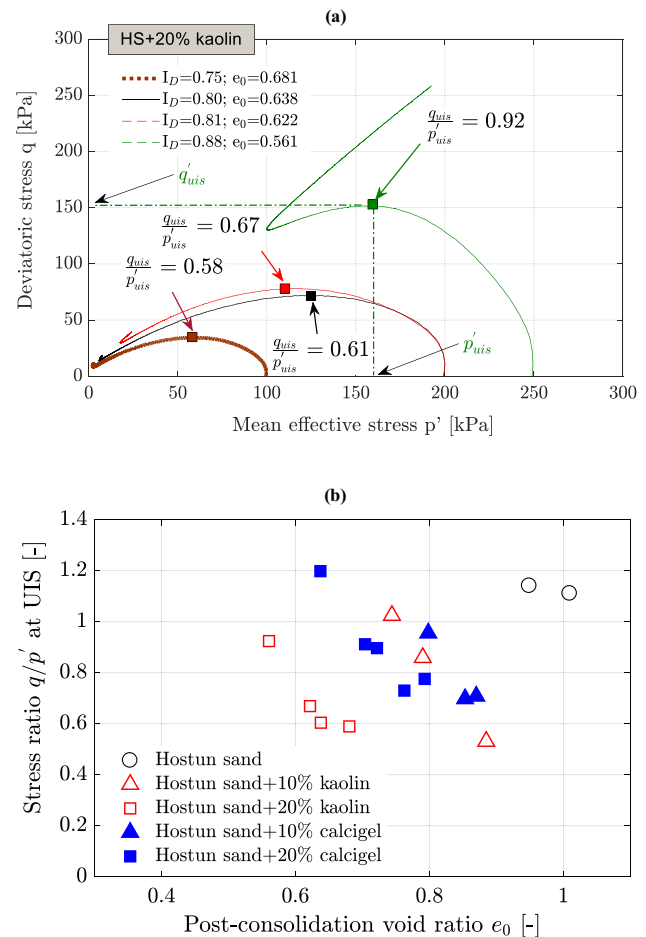 (a)
HS+20% kaolin
I_D=0.75; e_0=0.681
I_D=0.80; e_0=0.638
I_D=0.81; e_0=0.622
I_D=0.88; e_0=0.561
q_uis/p'_uis = 0.92
q'_uis
q_uis/p'_uis = 0.67
q_uis/p'_uis = 0.58
q_uis/p'_uis = 0.61
p'_uis
Deviatoric stress q [kPa]
300
250
200
150
100
50
0
0 50 100 150 200 250 300
Mean effective stress p' [kPa]
(b)
Stress ratio q/p' at UIS [-]
1.4
1.2
1
0.8
0.6
0.4
0.2
0
Hostun sand
Hostun sand+10% kaolin
Hostun sand+20% kaolin
Hostun sand+10% calcigel
Hostun sand+20% calcigel
0.4 0.6 0.8 1
Post-consolidation void ratio e_0 [-]